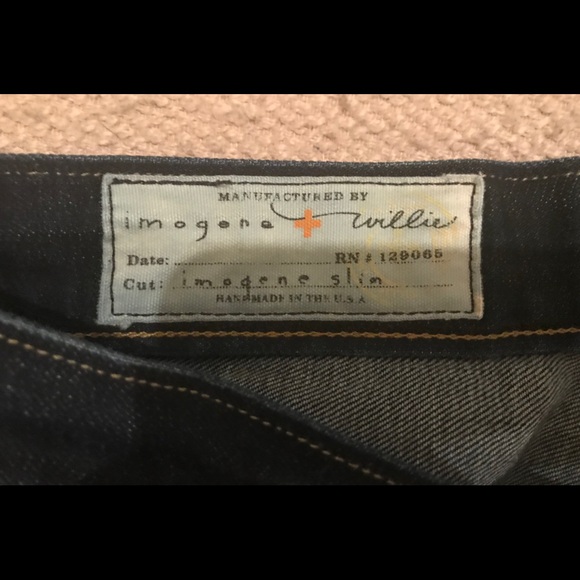 MANUFACTURED BY
imogene + willie
Date: RN # 129065
Cut: imogene slim
HANDMADE IN THE U.S.A